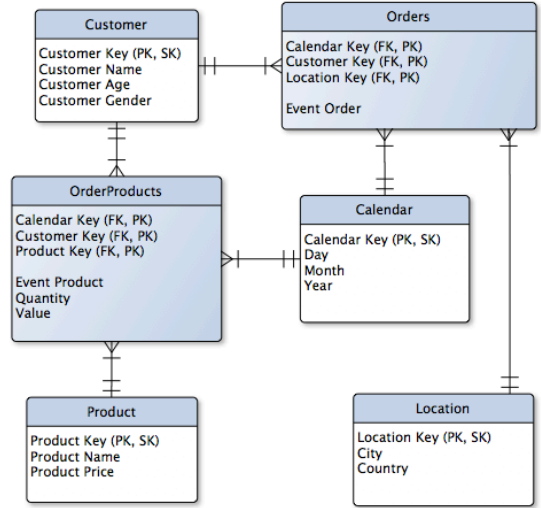 Customer
Customer Key (PK, SK)
Customer Name
Customer Age
Customer Gender
Orders
Calendar Key (FK, PK)
Customer Key (FK, PK)
Location Key (FK, PK)
Event Order
OrderProducts
Calendar Key (FK, PK)
Customer Key (FK, PK)
Product Key (FK, PK)
Event Product
Quantity
Value
Calendar
Calendar Key (PK, SK)
Day
Month
Year
Product
Product Key (PK, SK)
Product Name
Product Price
Location
Location Key (PK, SK)
City
Country